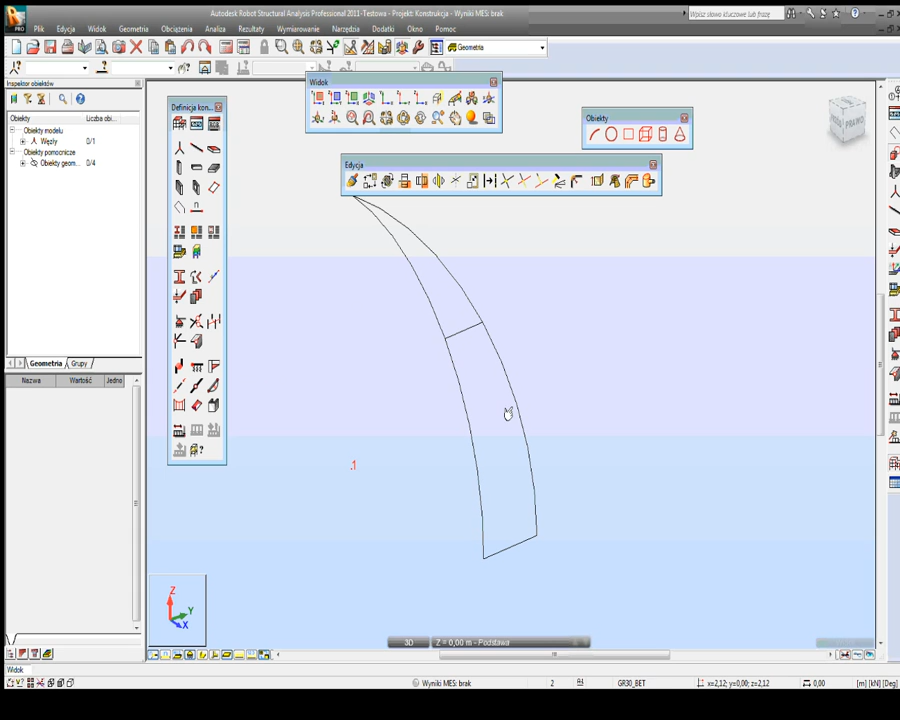 Autodesk Robot Structural Analysis Professional 2011-Testowa - Projekt: Konstrukcja - Wyniki MES: brak
Wpisz słowo kluczowe lub frazę
PRO
Plik Edycja Widok Geometria Obciążenia Analiza Rezultaty Wymiarowanie Narzędzia Dodatki Okno Pomoc
Geometria
Inspektor obiektów
Widok
Definicja kon...
Obiekty
Obiekty Liczba obi...
PRAWO
Obiekty modelu
Węzły 0/1
Obiekty pomocnicze
Obiekty geom... 0/4
Edycja
Geometria Grupy
Nazwa Wartość Jedno
.1
Z
Y
X
3D Z = 0,00 m - Podstawa
Widok
Wyniki MES: brak 2 GR30_BET x=2,12; y=0,00; z=2,12 0,00 [m] [kN] [Deg]